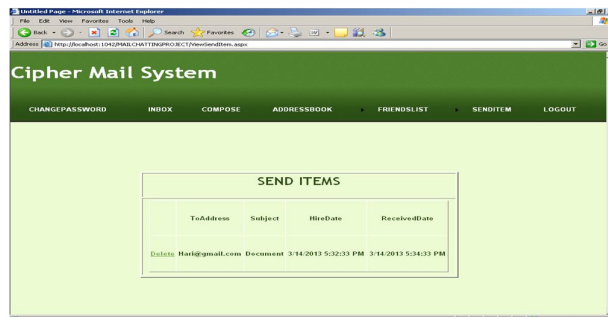 Untitled Page - Microsoft Internet Explorer
File Edit View Favorites Tools Help
Back Search Favorites
Address http://localhost:1042/MAILCHATTINGPROJECT/ViewSendItem.aspx Go
Cipher Mail System
CHANGEPASSWORD INBOX COMPOSE ADDRESSBOOK FRIENDSLIST SENDITEM LOGOUT
SEND ITEMS
ToAddress Subject HireDate ReceivedDate
Delete Hari@gmail.com Document 3/14/2013 5:32:33 PM 3/14/2013 5:34:33 PM